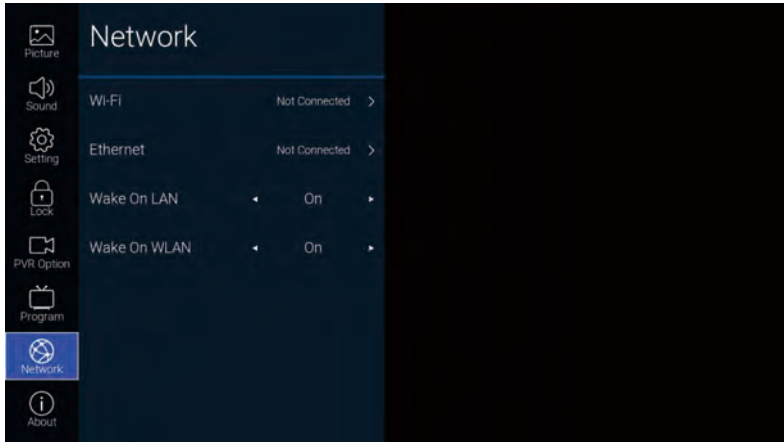 Picture
Sound
Setting
Lock
PVR Option
Program
Network
About
Network
Wi-Fi Not Connected >
Ethernet Not Connected >
Wake On LAN ◂ On ▸
Wake On WLAN ◂ On ▸